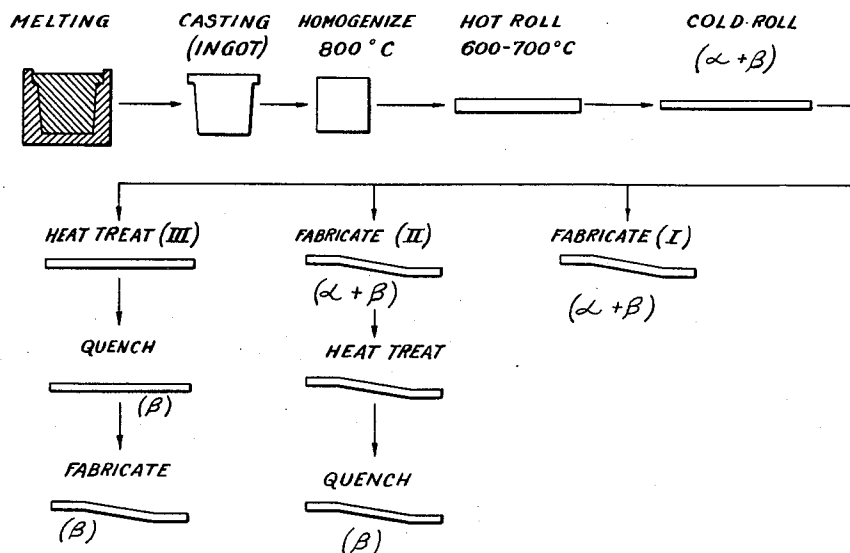 MELTING
CASTING
(INGOT)
HOMOGENIZE
800°C
HOT ROLL
600-700°C
COLD-ROLL
(α+β)
HEAT TREAT (III)
QUENCH
(β)
FABRICATE
(β)
FABRICATE (II)
(α+β)
HEAT TREAT
QUENCH
(β)
FABRICATE (I)
(α+β)